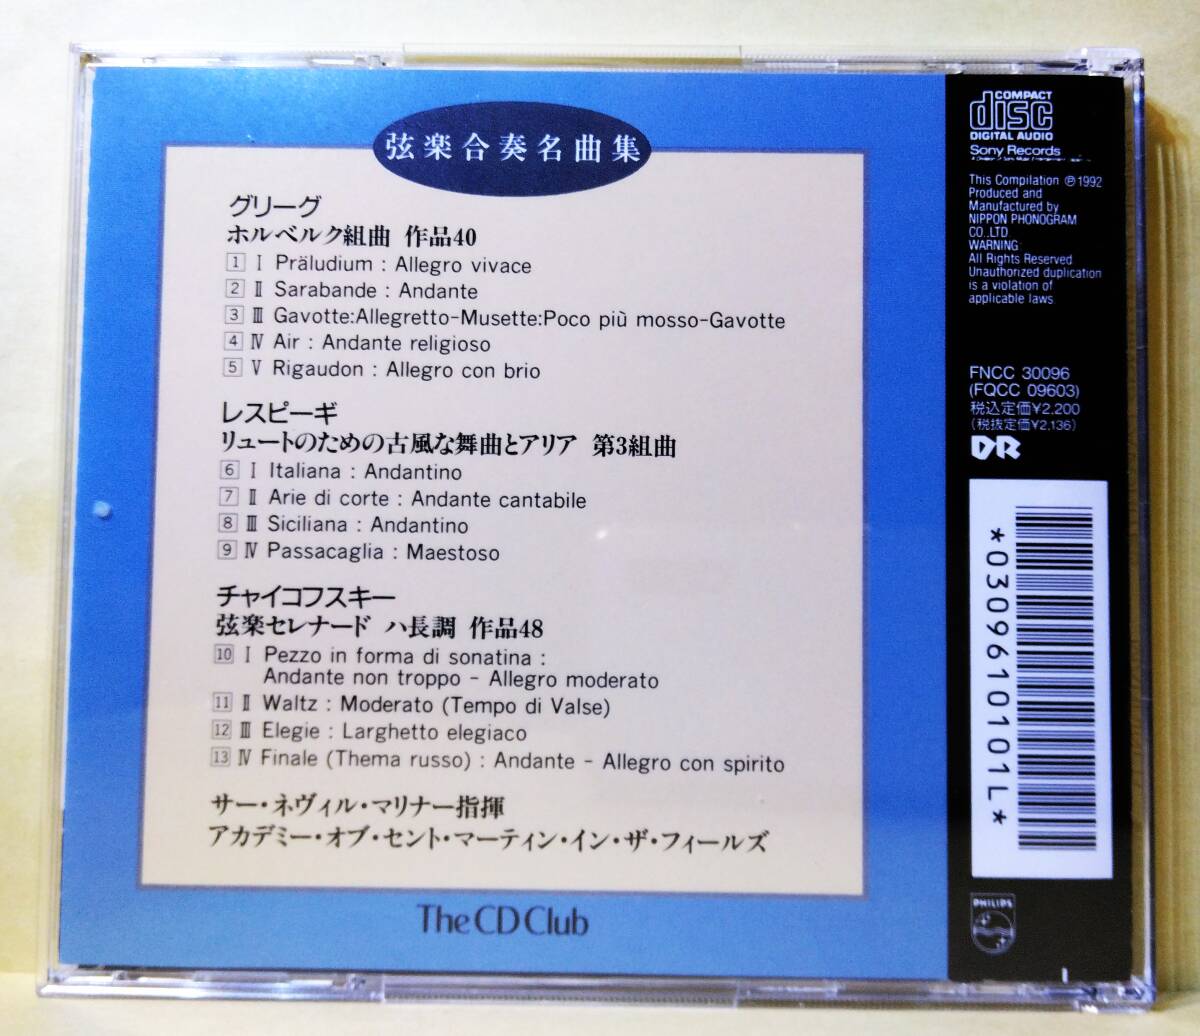 弦楽合奏名曲集
グリーグ
ホルベルク組曲 作品40
1 Ⅰ Präludium : Allegro vivace
2 Ⅱ Sarabande : Andante
3 Ⅲ Gavotte:Allegretto-Musette:Poco più mosso-Gavotte
4 Ⅳ Air : Andante religioso
5 Ⅴ Rigaudon : Allegro con brio
レスピーギ
リュートのための古風な舞曲とアリア 第3組曲
6 Ⅰ Italiana : Andantino
7 Ⅱ Arie di corte : Andante cantabile
8 Ⅲ Siciliana : Andantino
9 Ⅳ Passacaglia : Maestoso
チャイコフスキー
弦楽セレナード ハ長調 作品48
10 Ⅰ Pezzo in forma di sonatina :
Andante non troppo - Allegro moderato
11 Ⅱ Waltz : Moderato (Tempo di Valse)
12 Ⅲ Elegie : Larghetto elegiaco
13 Ⅳ Finale (Thema russo) : Andante - Allegro con spirito
サー・ネヴィル・マリナー指揮
アカデミー・オブ・セント・マーティン・イン・ザ・フィールズ
The CD Club
COMPACT
disc
DIGITAL AUDIO
Sony Records
This Compilation ℗1992
Produced and
Manufactured by
NIPPON PHONOGRAM
CO.,LTD.
WARNING:
All Rights Reserved.
Unauthorized duplication
is a violation of
applicable laws.
FNCC 30096
(FQCC 09603)
税込定価¥2,200
(税抜定価¥2,136)
DR
*0309610101L*
PHILIPS